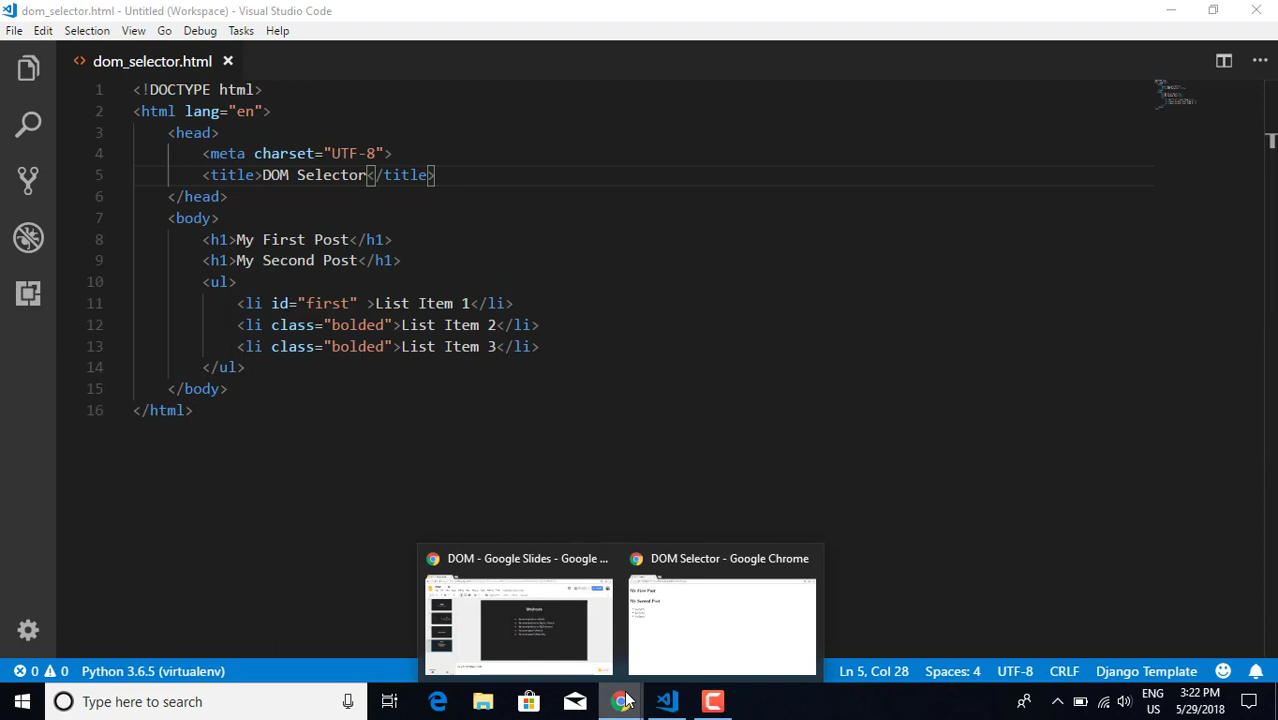 dom_selector.html - Untitled (Workspace) - Visual Studio Code
File Edit Selection View Go Debug Tasks Help
dom_selector.html
1 <!DOCTYPE html>
2 <html lang="en">
3 <head>
4 <meta charset="UTF-8">
5 <title>DOM Selector</title>
6 </head>
7 <body>
8 <h1>My First Post</h1>
9 <h1>My Second Post</h1>
10 <ul>
11 <li id="first" >List Item 1</li>
12 <li class="bolded">List Item 2</li>
13 <li class="bolded">List Item 3</li>
14 </ul>
15 </body>
16 </html>
DOM - Google Slides - Google ...
DOM Selector - Google Chrome
My First Post
My Second Post
0 0 Python 3.6.5 (virtualenv) Ln 5, Col 28 Spaces: 4 UTF-8 CRLF Django Template
Type here to search
ENG 3:22 PM
US 5/29/2018